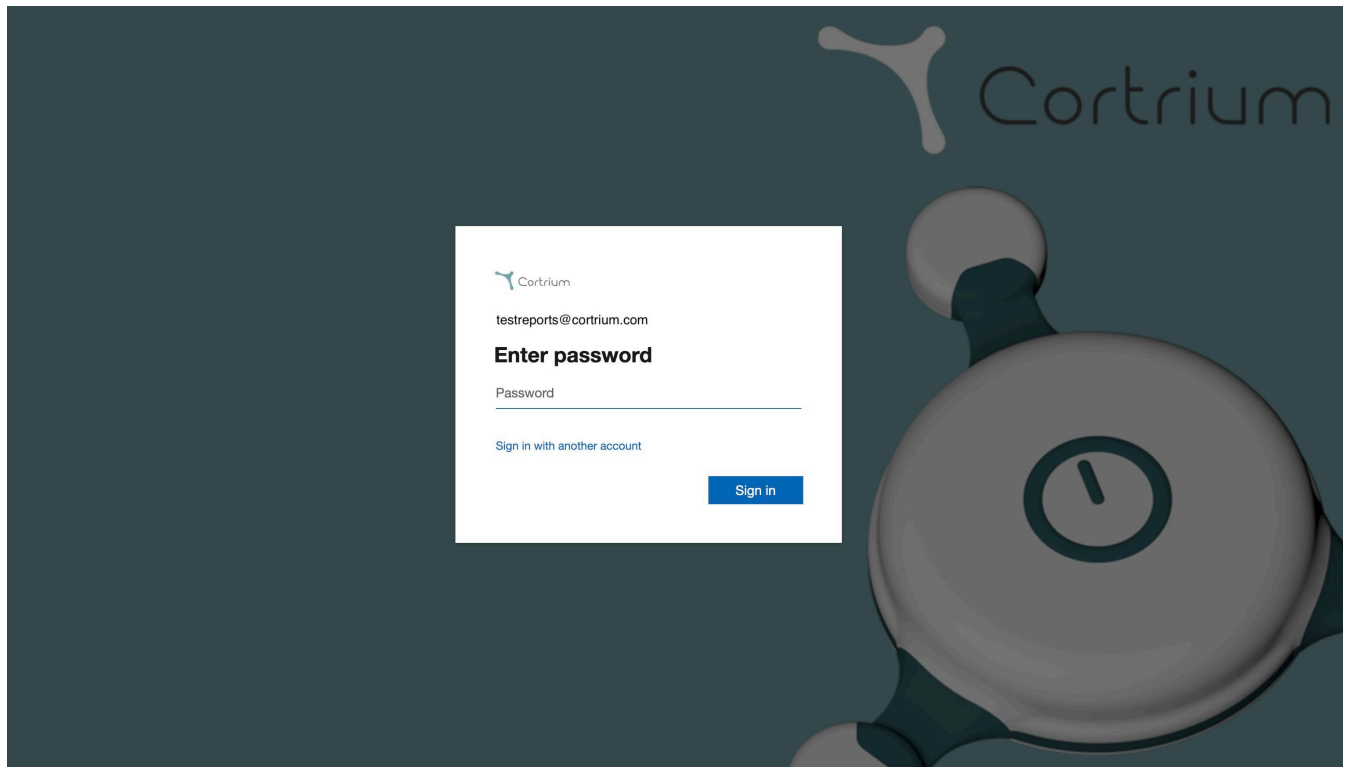 Cortrium
Cortrium
testreports@cortrium.com
Enter password
Password
Sign in with another account
Sign in